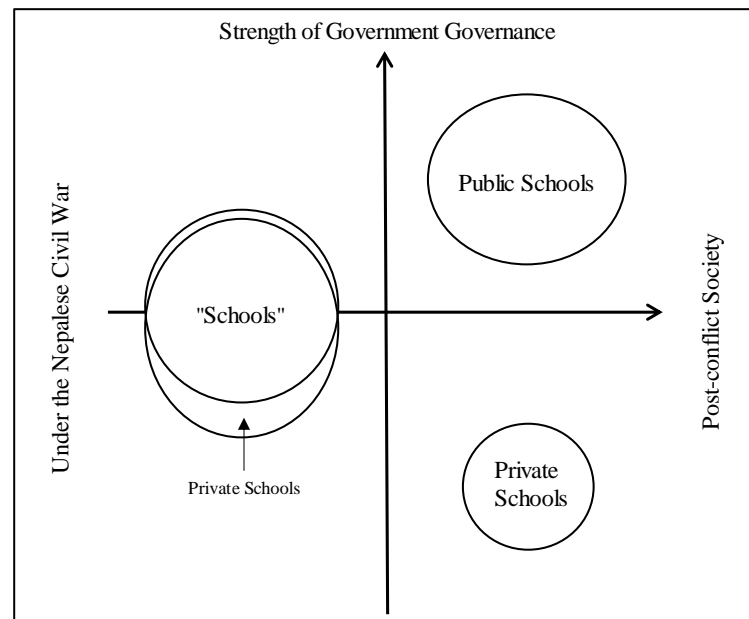 Strength of Government Governance
Under the Nepalese Civil War
Public Schools
"Schools"
Post-conflict Society
Private Schools
Private
Schools